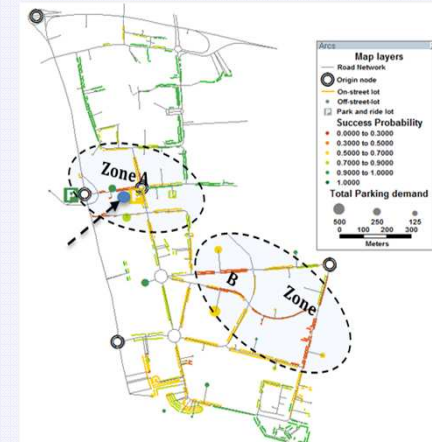 Arcs
Map layers
Road Network
Origin node
On-street lot
Off-street-lot
P Park and ride lot
Success Probability
0.0000 to 0.3000
0.3000 to 0.5000
0.5000 to 0.7000
0.7000 to 0.9000
0.9000 to 1.0000
1.0000
Total Parking demand
500 250 125
0 100 200 300
Meters
Zone A
P
B
Zone